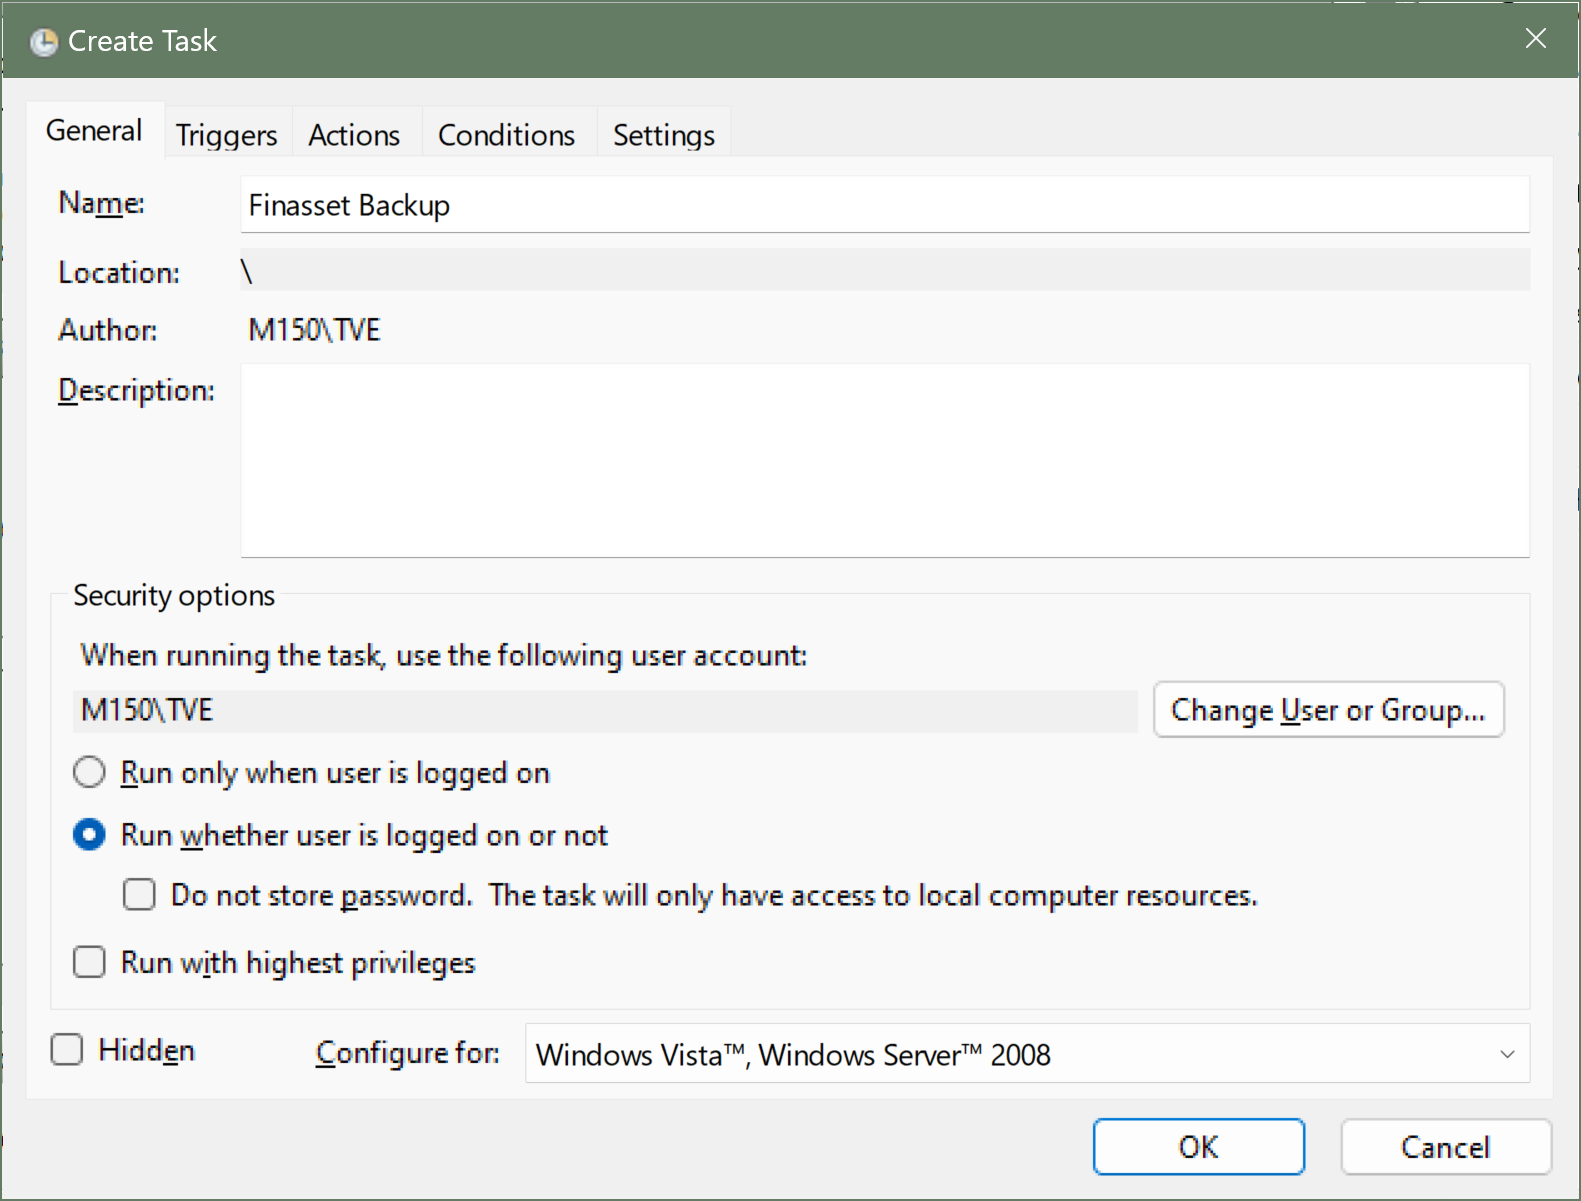 Create Task
General Triggers Actions Conditions Settings
Name: Finasset Backup
Location: \
Author: M150\TVE
Description:
Security options
When running the task, use the following user account:
M150\TVE Change User or Group...
Run only when user is logged on
Run whether user is logged on or not
Do not store password. The task will only have access to local computer resources.
Run with highest privileges
Hidden Configure for: Windows Vista™, Windows Server™ 2008
OK Cancel